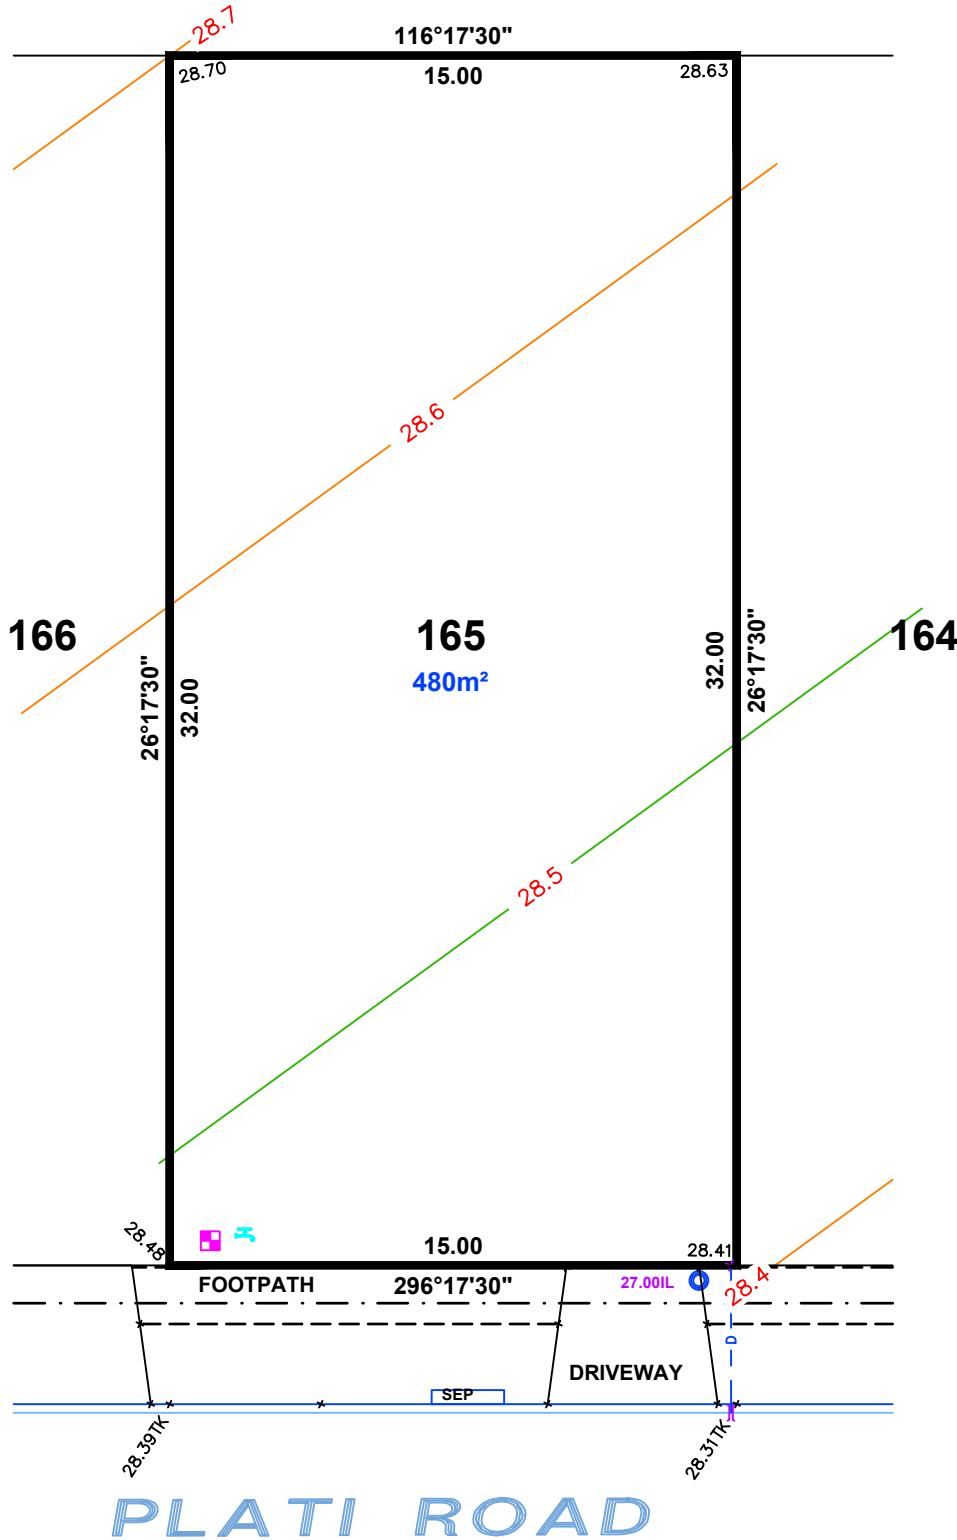 28.7
116°17'30"
28.70
15.00
28.63
28.6
166
165
164
480m²
26°17'30"
32.00
32.00
26°17'30"
28.5
28.48
15.00
28.41
FOOTPATH
296°17'30"
27.00IL
28.4
D
DRIVEWAY
SEP
28.39TK
28.31TK
PLATI ROAD